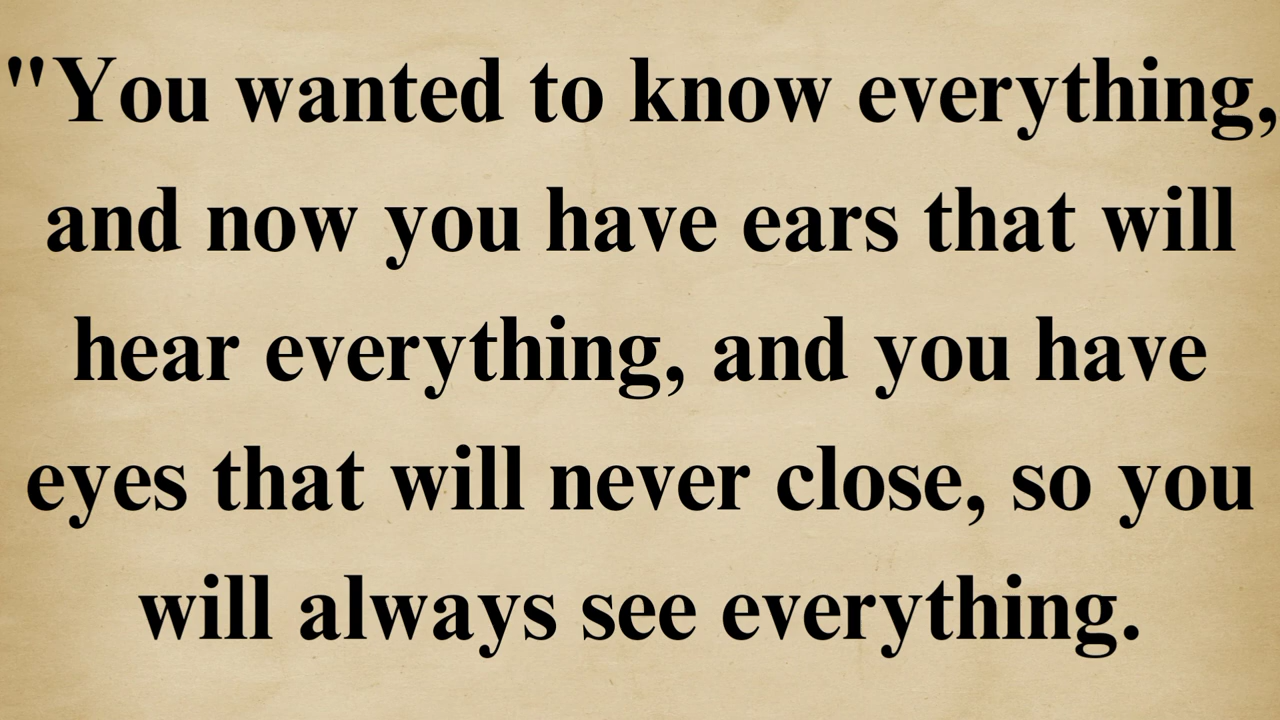 "You wanted to know everything,
and now you have ears that will
hear everything, and you have
eyes that will never close, so you
will always see everything.